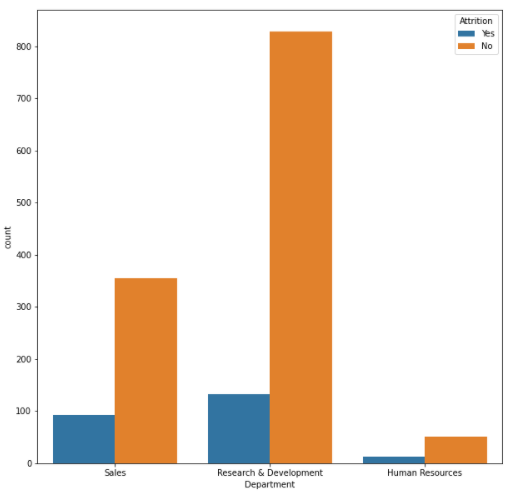 Attrition
Yes
No
800
700
600
500
400
300
200
100
0
count
Sales
Research & Development
Human Resources
Department